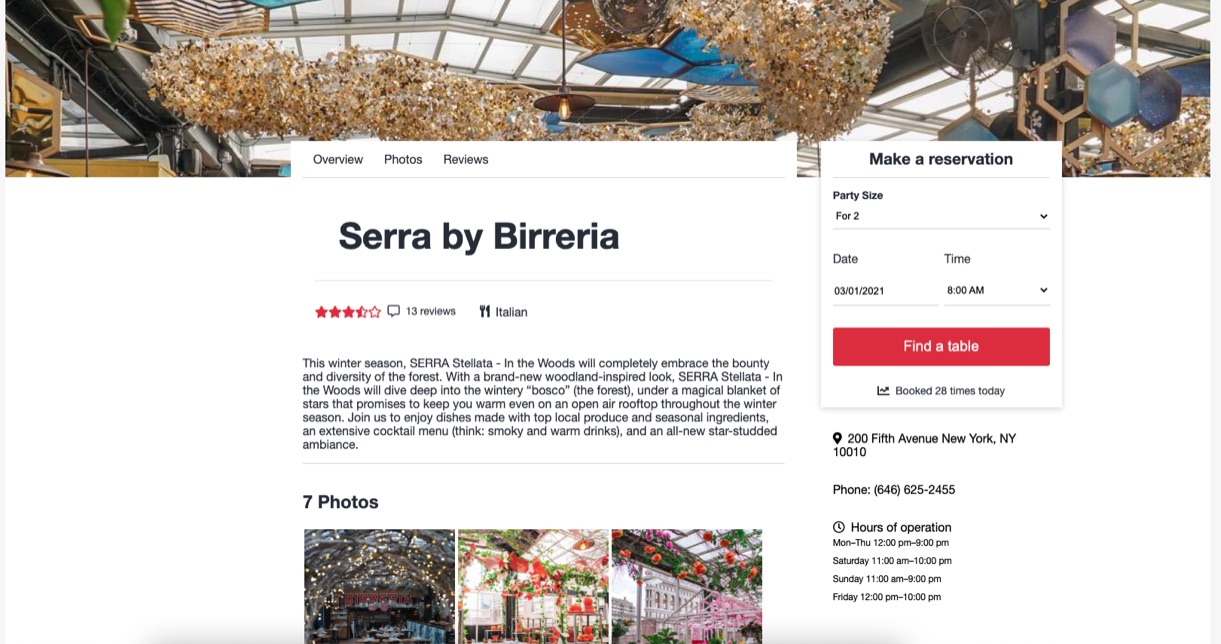 Overview Photos Reviews
Serra by Birreria
13 reviews Italian
This winter season, SERRA Stellata - In the Woods will completely embrace the bounty
and diversity of the forest. With a brand-new woodland-inspired look, SERRA Stellata - In
the Woods will dive deep into the wintery “bosco” (the forest), under a magical blanket of
stars that promises to keep you warm even on an open air rooftop throughout the winter
season. Join us to enjoy dishes made with top local produce and seasonal ingredients,
an extensive cocktail menu (think: smoky and warm drinks), and an all-new star-studded
ambiance.
7 Photos
BIRRERIA
Make a reservation
Party Size
For 2
Date Time
03/01/2021 8:00 AM
Find a table
Booked 28 times today
200 Fifth Avenue New York, NY
10010
Phone: (646) 625-2455
Hours of operation
Mon–Thu 12:00 pm–9:00 pm
Saturday 11:00 am–10:00 pm
Sunday 11:00 am–9:00 pm
Friday 12:00 pm–10:00 pm